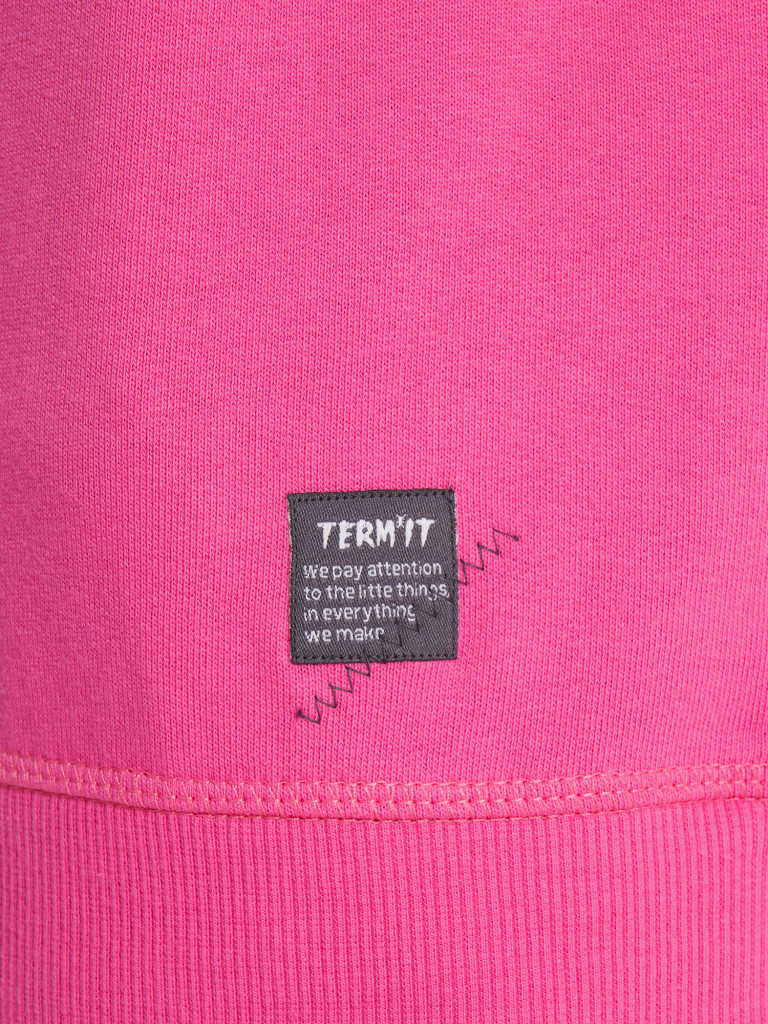 TERM'IT
We pay attention
to the litte things,
in everything
we make